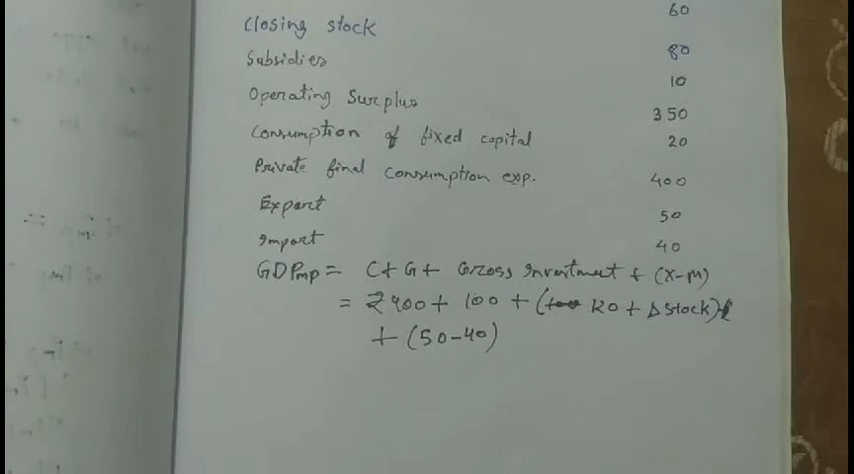 60
Closing stock 80
Subsidies 10
Operating Surplus 350
Consumption of fixed capital 20
Private final consumption exp. 400
Export 50
Import 40
GDPmp = C + G + Gross Investment + (X-M)
= ₹ 400 + 100 + ( 120 + Δ Stock)
+ (50-40)